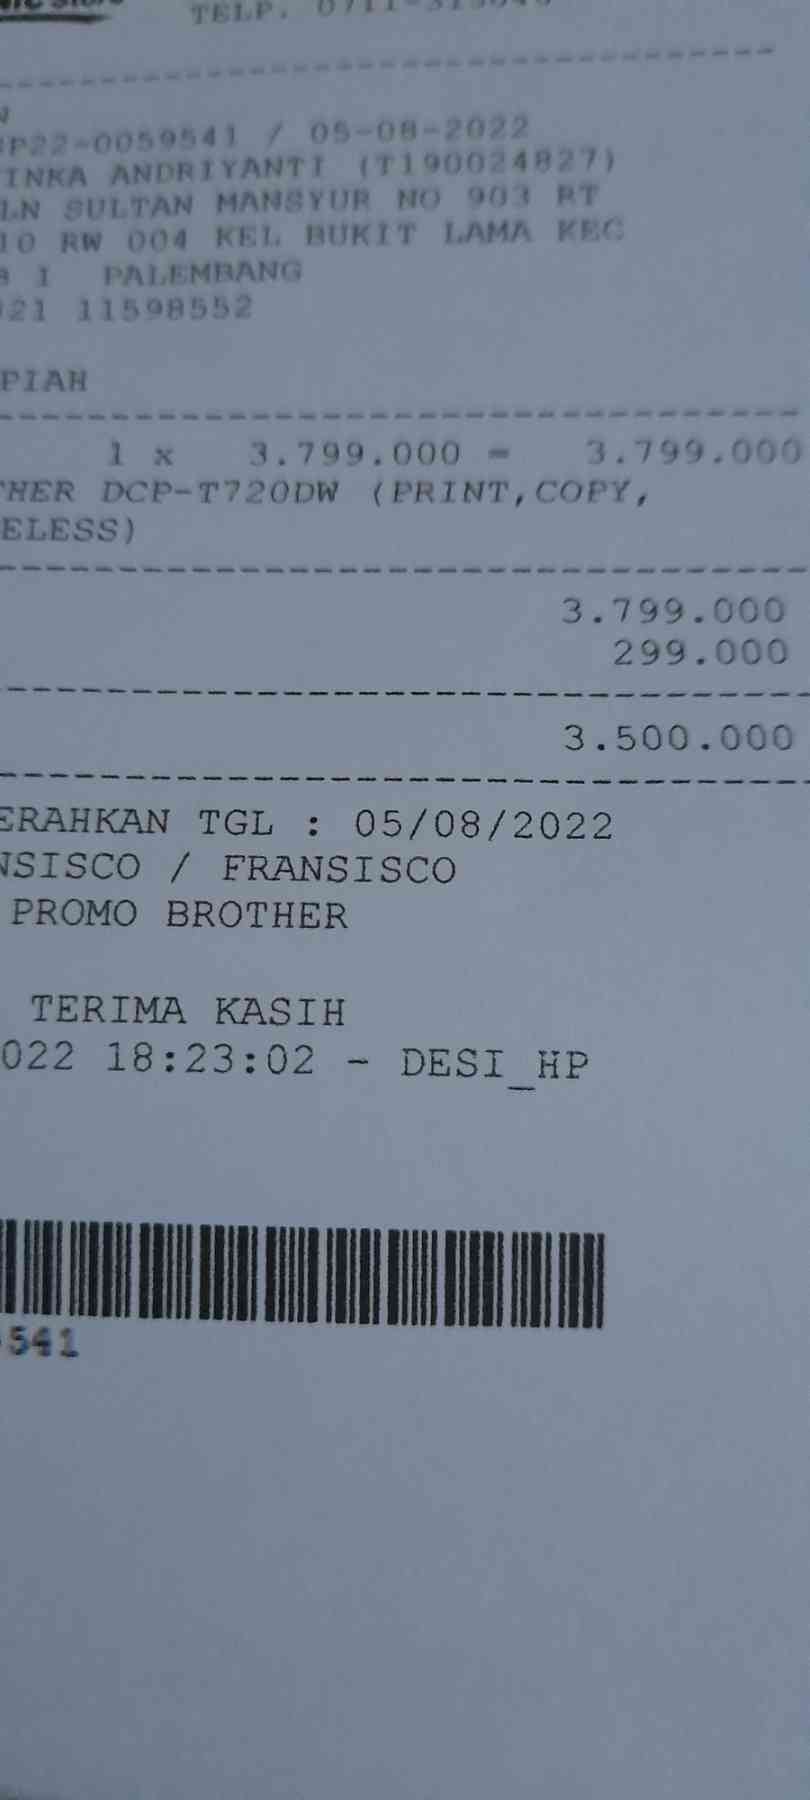 TELP.
P22-0059541 / 05-08-2022
INKA ANDRIYANTI (T190024827)
LN SULTAN MANSYUR NO 903 RT
10 RW 004 KEL BUKIT LAMA KEC
I PALEMBANG
021 11598552
PIAH
1 x 3.799.000 = 3.799.000
THER DCP-T720DW (PRINT,COPY,
ELESS)
3.799.000
299.000
3.500.000
ERAHKAN TGL : 05/08/2022
NSISCO / FRANSISCO
PROMO BROTHER
TERIMA KASIH
022 18:23:02 - DESI_HP
541